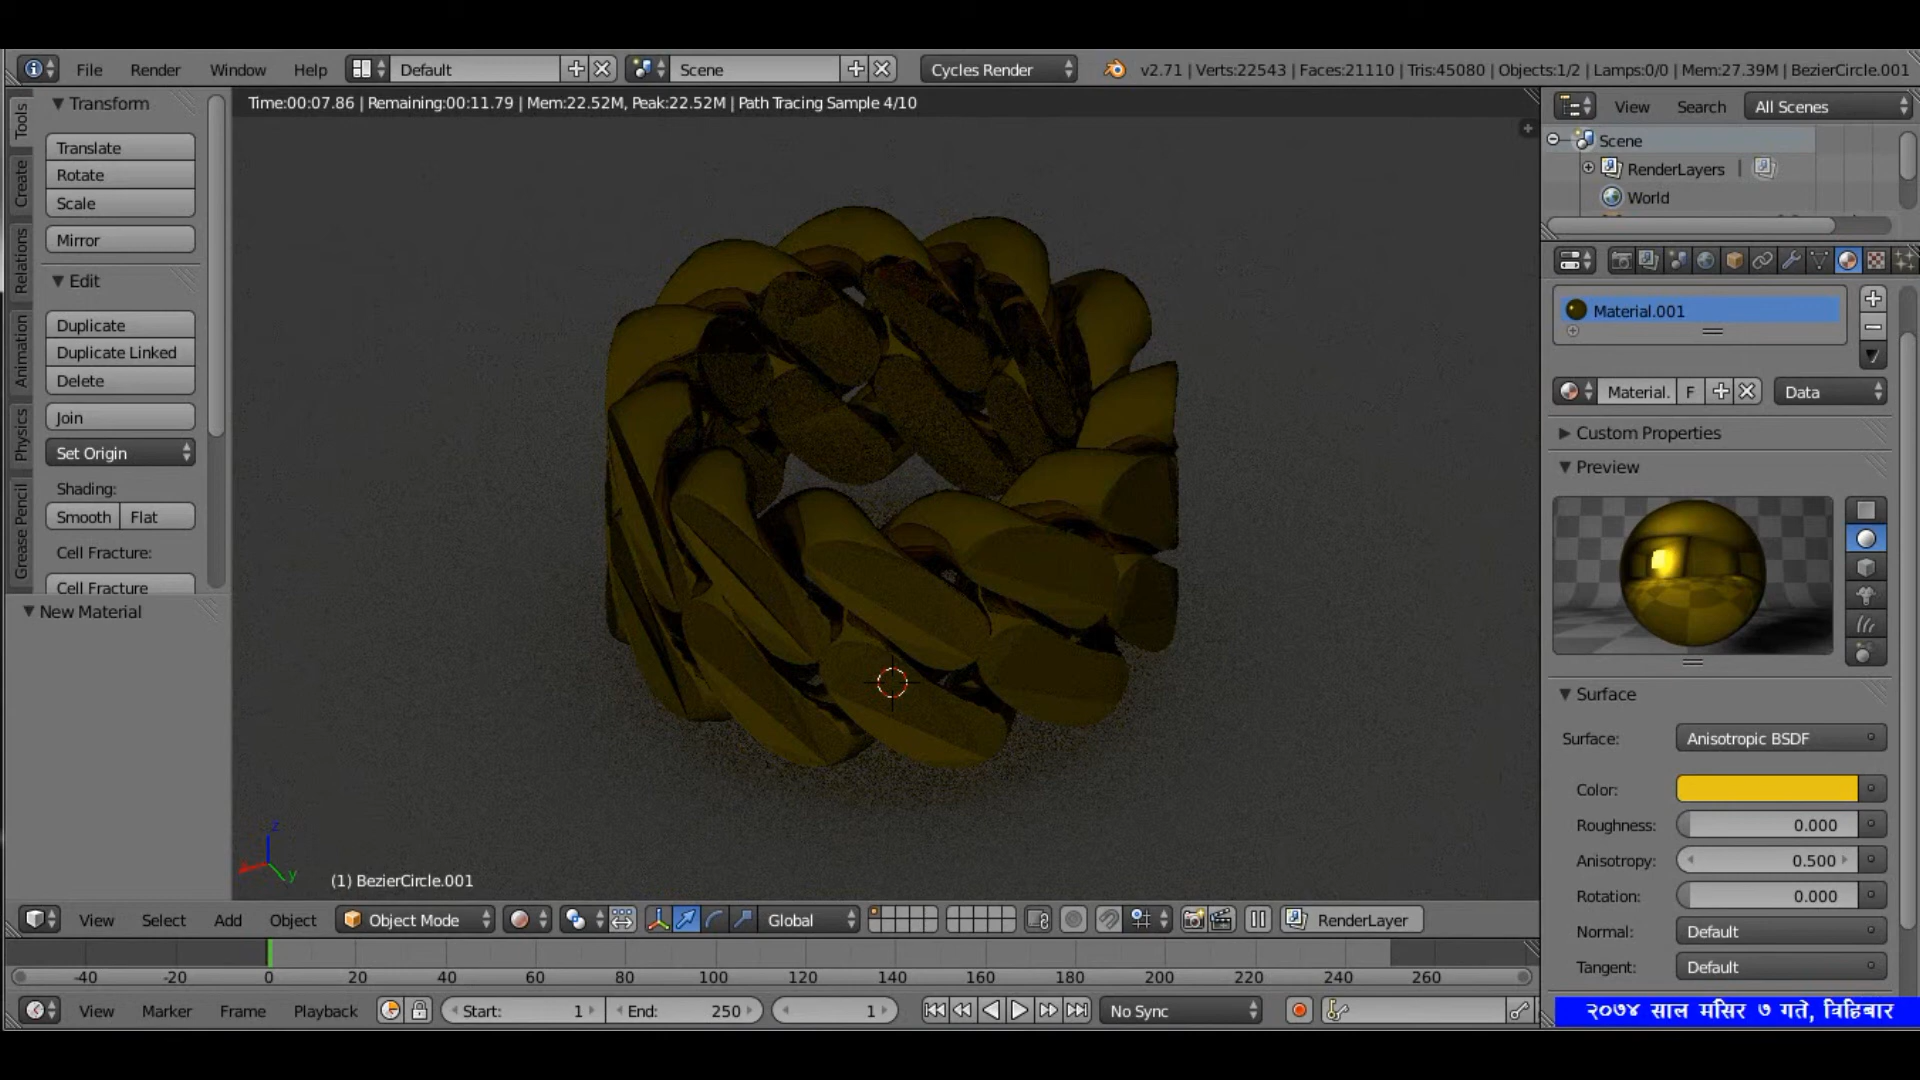 File Render Window Help Default Scene Cycles Render v2.71 | Verts:22543 | Faces:21110 | Tris:45080 | Objects:1/2 | Lamps:0/0 | Mem:27.39M | BezierCircle.001
Time:00:07.86 | Remaining:00:11.79 | Mem:22.52M, Peak:22.52M | Path Tracing Sample 4/10
Tools
Create
Relations
Animation
Physics
Grease Pencil
Transform
Translate
Rotate
Scale
Mirror
Edit
Duplicate
Duplicate Linked
Delete
Join
Set Origin
Shading:
Smooth Flat
Cell Fracture:
Cell Fracture
New Material
(1) BezierCircle.001
z
y
View Search All Scenes
Scene
RenderLayers |
World
Material.001
Material. F Data
Custom Properties
Preview
Surface
Surface: Anisotropic BSDF
Color:
Roughness: 0.000
Anisotropy: 0.500
Rotation: 0.000
Normal: Default
Tangent: Default
View Select Add Object Object Mode Global RenderLayer
-40 -20 0 20 40 60 80 100 120 140 160 180 200 220 240 260
View Marker Frame Playback Start: 1 End: 250 1 No Sync
२०७४ साल मंसिर ७ गते, विहिबार